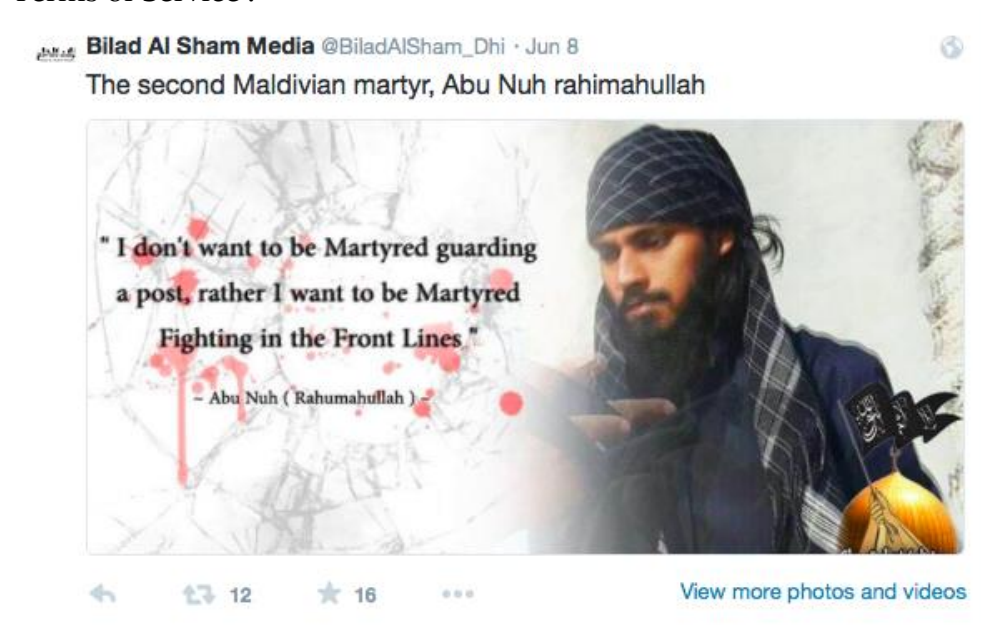 Bilad Al Sham Media @BiladAlSham_Dhi · Jun 8
The second Maldivian martyr, Abu Nuh rahimahullah
" I don't want to be Martyred guarding
a post, rather I want to be Martyred
Fighting in the Front Lines "
~ Abu Nuh ( Rahumahullah ) ~
12
16
View more photos and videos